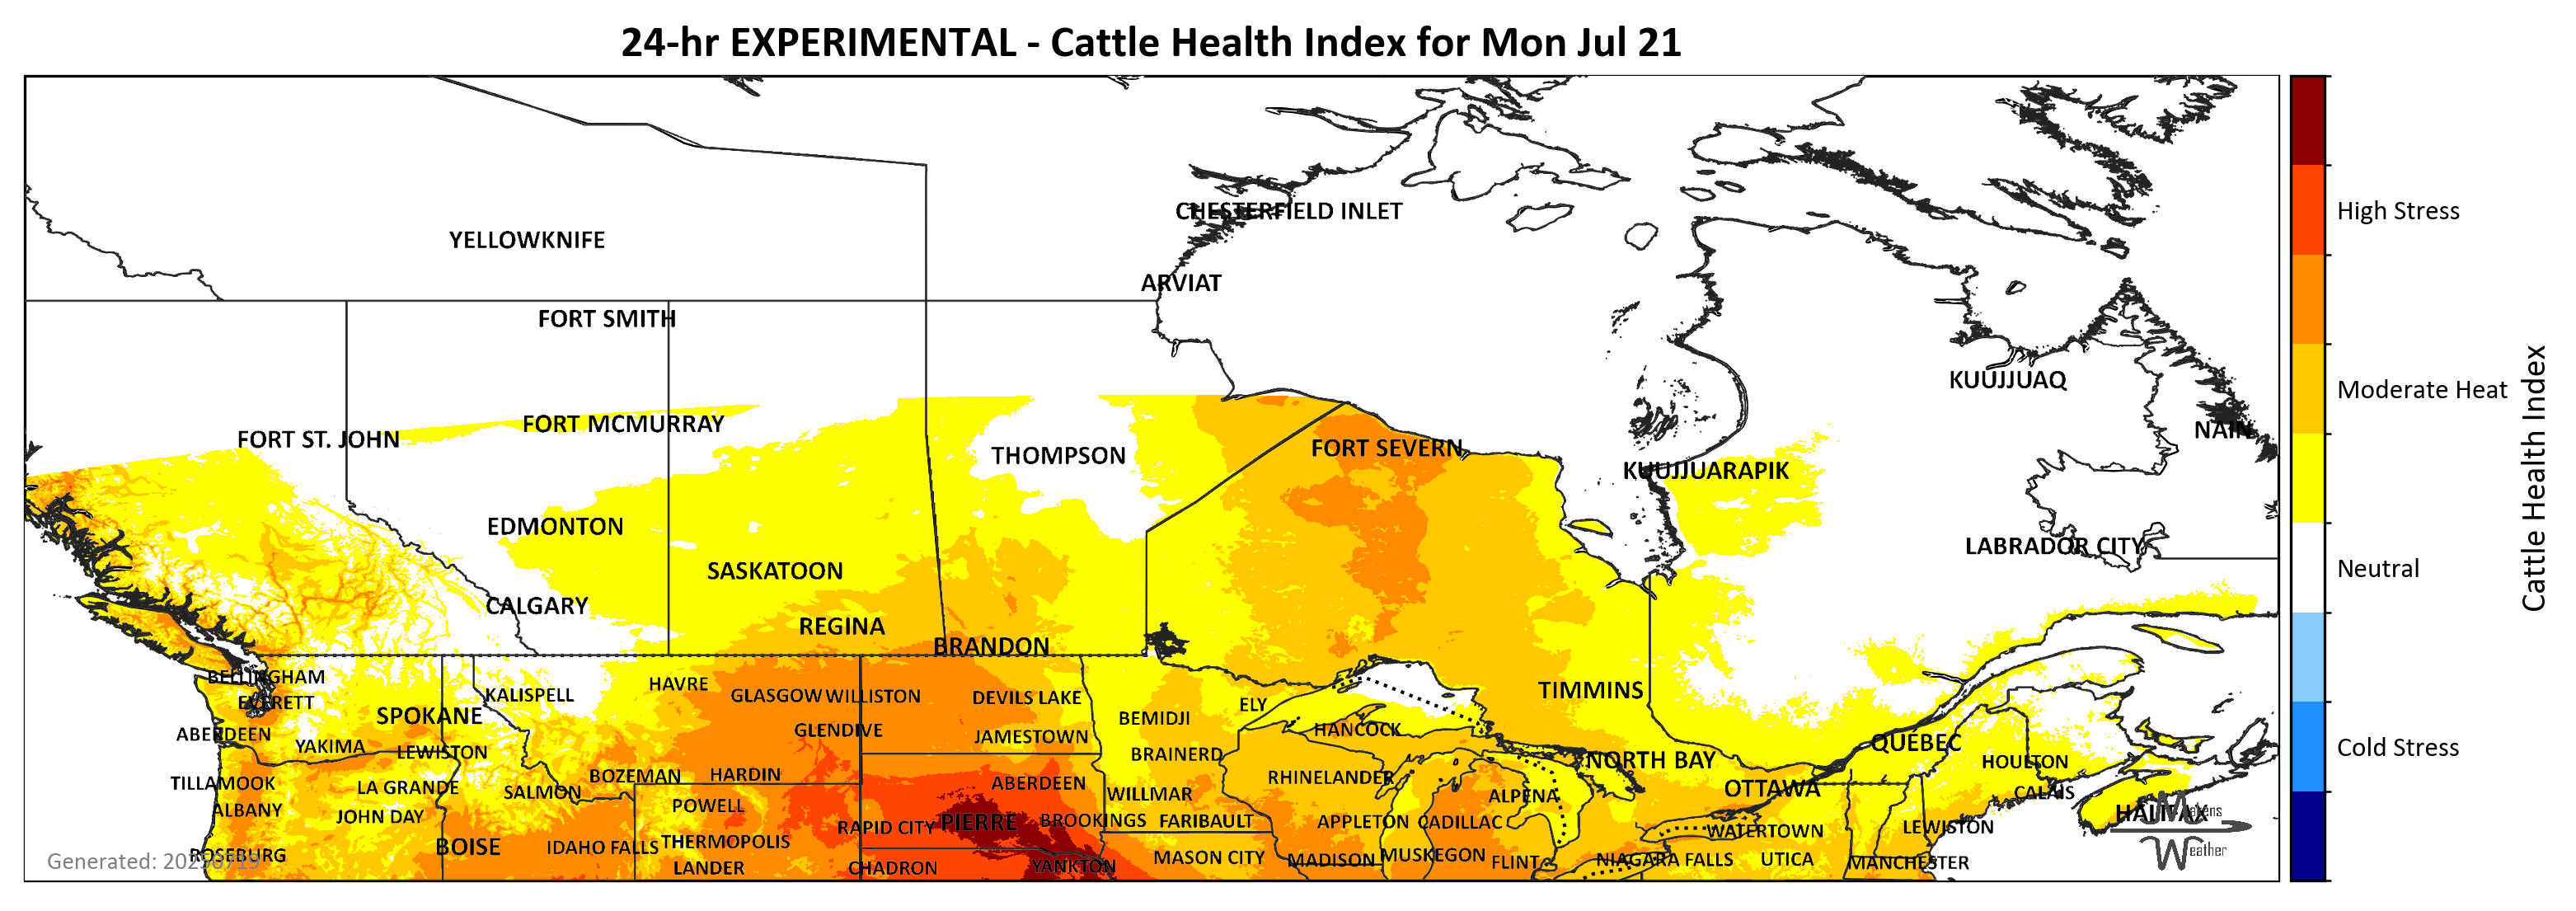 24-hr EXPERIMENTAL - Cattle Health Index for Mon Jul 21
CHESTERFIELD INLET
YELLOWKNIFE
ARVIAT
FORT SMITH
KUUJJUAQ
FORT ST. JOHN
FORT MCMURRAY
NAIN
THOMPSON
FORT SEVERN
KUUJJUARAPIK
EDMONTON
LABRADOR CITY
SASKATOON
CALGARY
REGINA
BRANDON
BELLINGHAM
EVERETT
KALISPELL
HAVRE
GLASGOW
WILLISTON
DEVILS LAKE
TIMMINS
ELY
SPOKANE
BEMIDJI
ABERDEEN
YAKIMA
LEWISTON
GLENDIVE
JAMESTOWN
HANCOCK
QUEBEC
BRAINERD
NORTH BAY
HOULTON
TILLAMOOK
LA GRANDE
SALMON
BOZEMAN
HARDIN
ABERDEEN
RHINELANDER
OTTAWA
CALAIS
WILLMAR
ALPENA
ALBANY
JOHN DAY
POWELL
HALIFAX
RAPID CITY
PIERRE
BROOKINGS
FARIBAULT
APPLETON
CADILLAC
WATERTOWN
LEWISTON
BOISE
IDAHO FALLS
THERMOPOLIS
ROSEBURG
LANDER
CHADRON
YANKTON
MASON CITY
MADISON
MUSKEGON
FLINT
NIAGARA FALLS
UTICA
MANCHESTER
Generated: 20250719
Makens
Weather
High Stress
Moderate Heat
Neutral
Cold Stress
Cattle Health Index